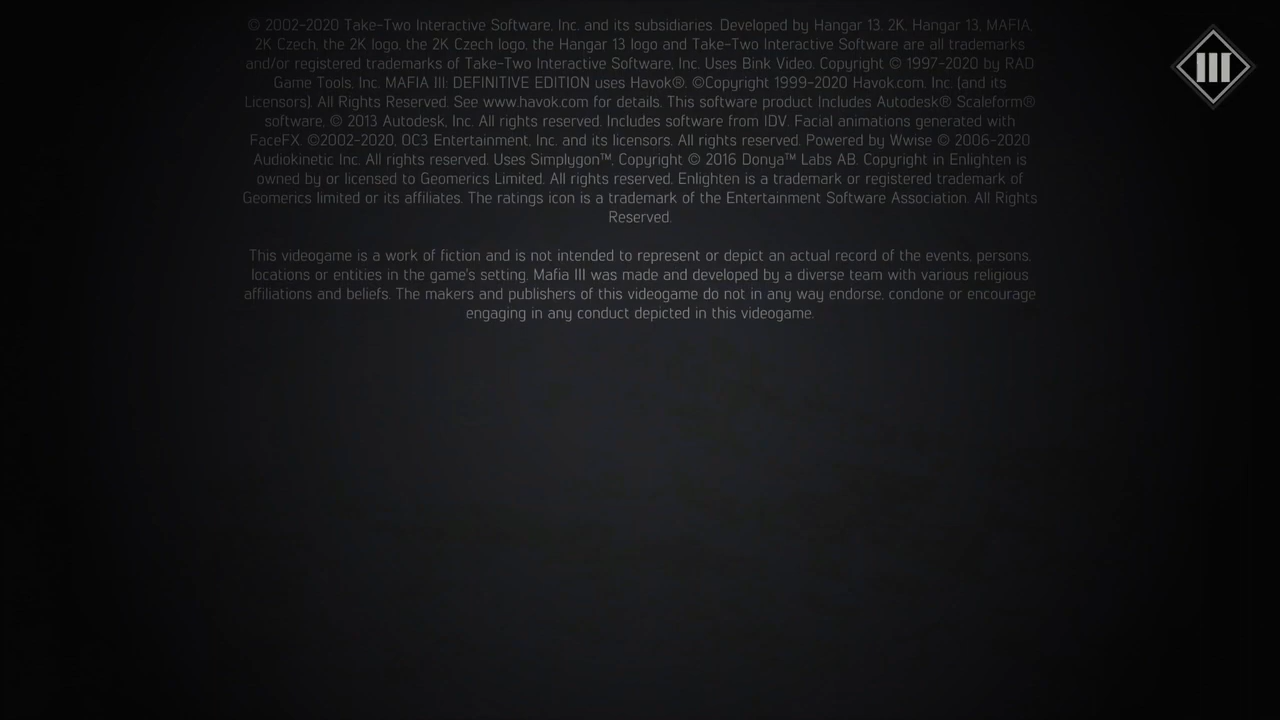 © 2002-2020 Take-Two Interactive Software, Inc. and its subsidiaries. Developed by Hangar 13. 2K, Hangar 13, MAFIA,
2K Czech, the 2K logo, the 2K Czech logo, the Hangar 13 logo and Take-Two Interactive Software are all trademarks
and/or registered trademarks of Take-Two Interactive Software, Inc. Uses Bink Video. Copyright © 1997-2020 by RAD
Game Tools, Inc. MAFIA III: DEFINITIVE EDITION uses Havok®. ©Copyright 1999-2020 Havok.com. Inc. (and its
Licensors). All Rights Reserved. See www.havok.com for details. This software product Includes Autodesk® Scaleform®
software, © 2013 Autodesk, Inc. All rights reserved. Includes software from IDV. Facial animations generated with
FaceFX. ©2002-2020, OC3 Entertainment, Inc. and its licensors. All rights reserved. Powered by Wwise © 2006-2020
Audiokinetic Inc. All rights reserved. Uses Simplygon™, Copyright © 2016 Donya™ Labs AB. Copyright in Enlighten is
owned by or licensed to Geomerics Limited. All rights reserved. Enlighten is a trademark or registered trademark of
Geomerics limited or its affiliates. The ratings icon is a trademark of the Entertainment Software Association. All Rights
Reserved.
This videogame is a work of fiction and is not intended to represent or depict an actual record of the events, persons,
locations or entities in the game's setting. Mafia III was made and developed by a diverse team with various religious
affiliations and beliefs. The makers and publishers of this videogame do not in any way endorse, condone or encourage
engaging in any conduct depicted in this videogame.
III